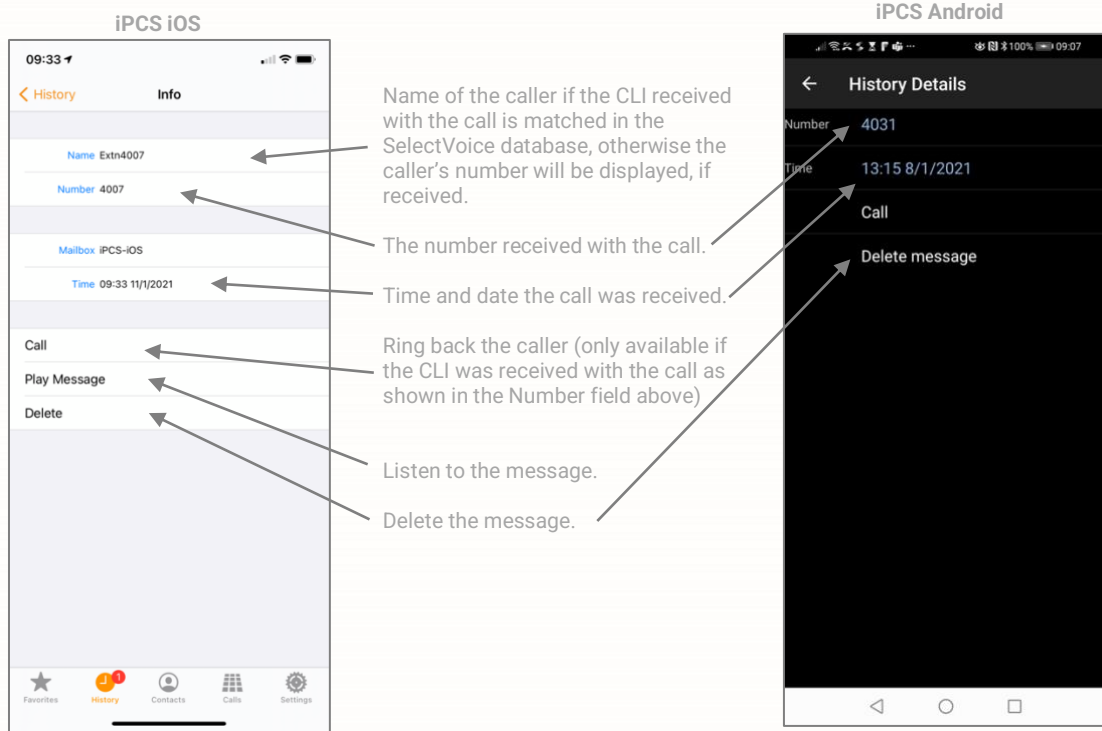 iPCS iOS
09:33
History
Info
Name Extn4007
Number 4007
Mailbox iPCS-iOS
Time 09:33 11/1/2021
Call
Play Message
Delete
1
Favorites
History
Contacts
Calls
Settings
Name of the caller if the CLI received
with the call is matched in the
SelectVoice database, otherwise the
caller’s number will be displayed, if
received.
The number received with the call.
Time and date the call was received.
Ring back the caller (only available if
the CLI was received with the call as
shown in the Number field above)
Listen to the message.
Delete the message.
iPCS Android
100% 09:07
History Details
Number 4031
Time 13:15 8/1/2021
Call
Delete message